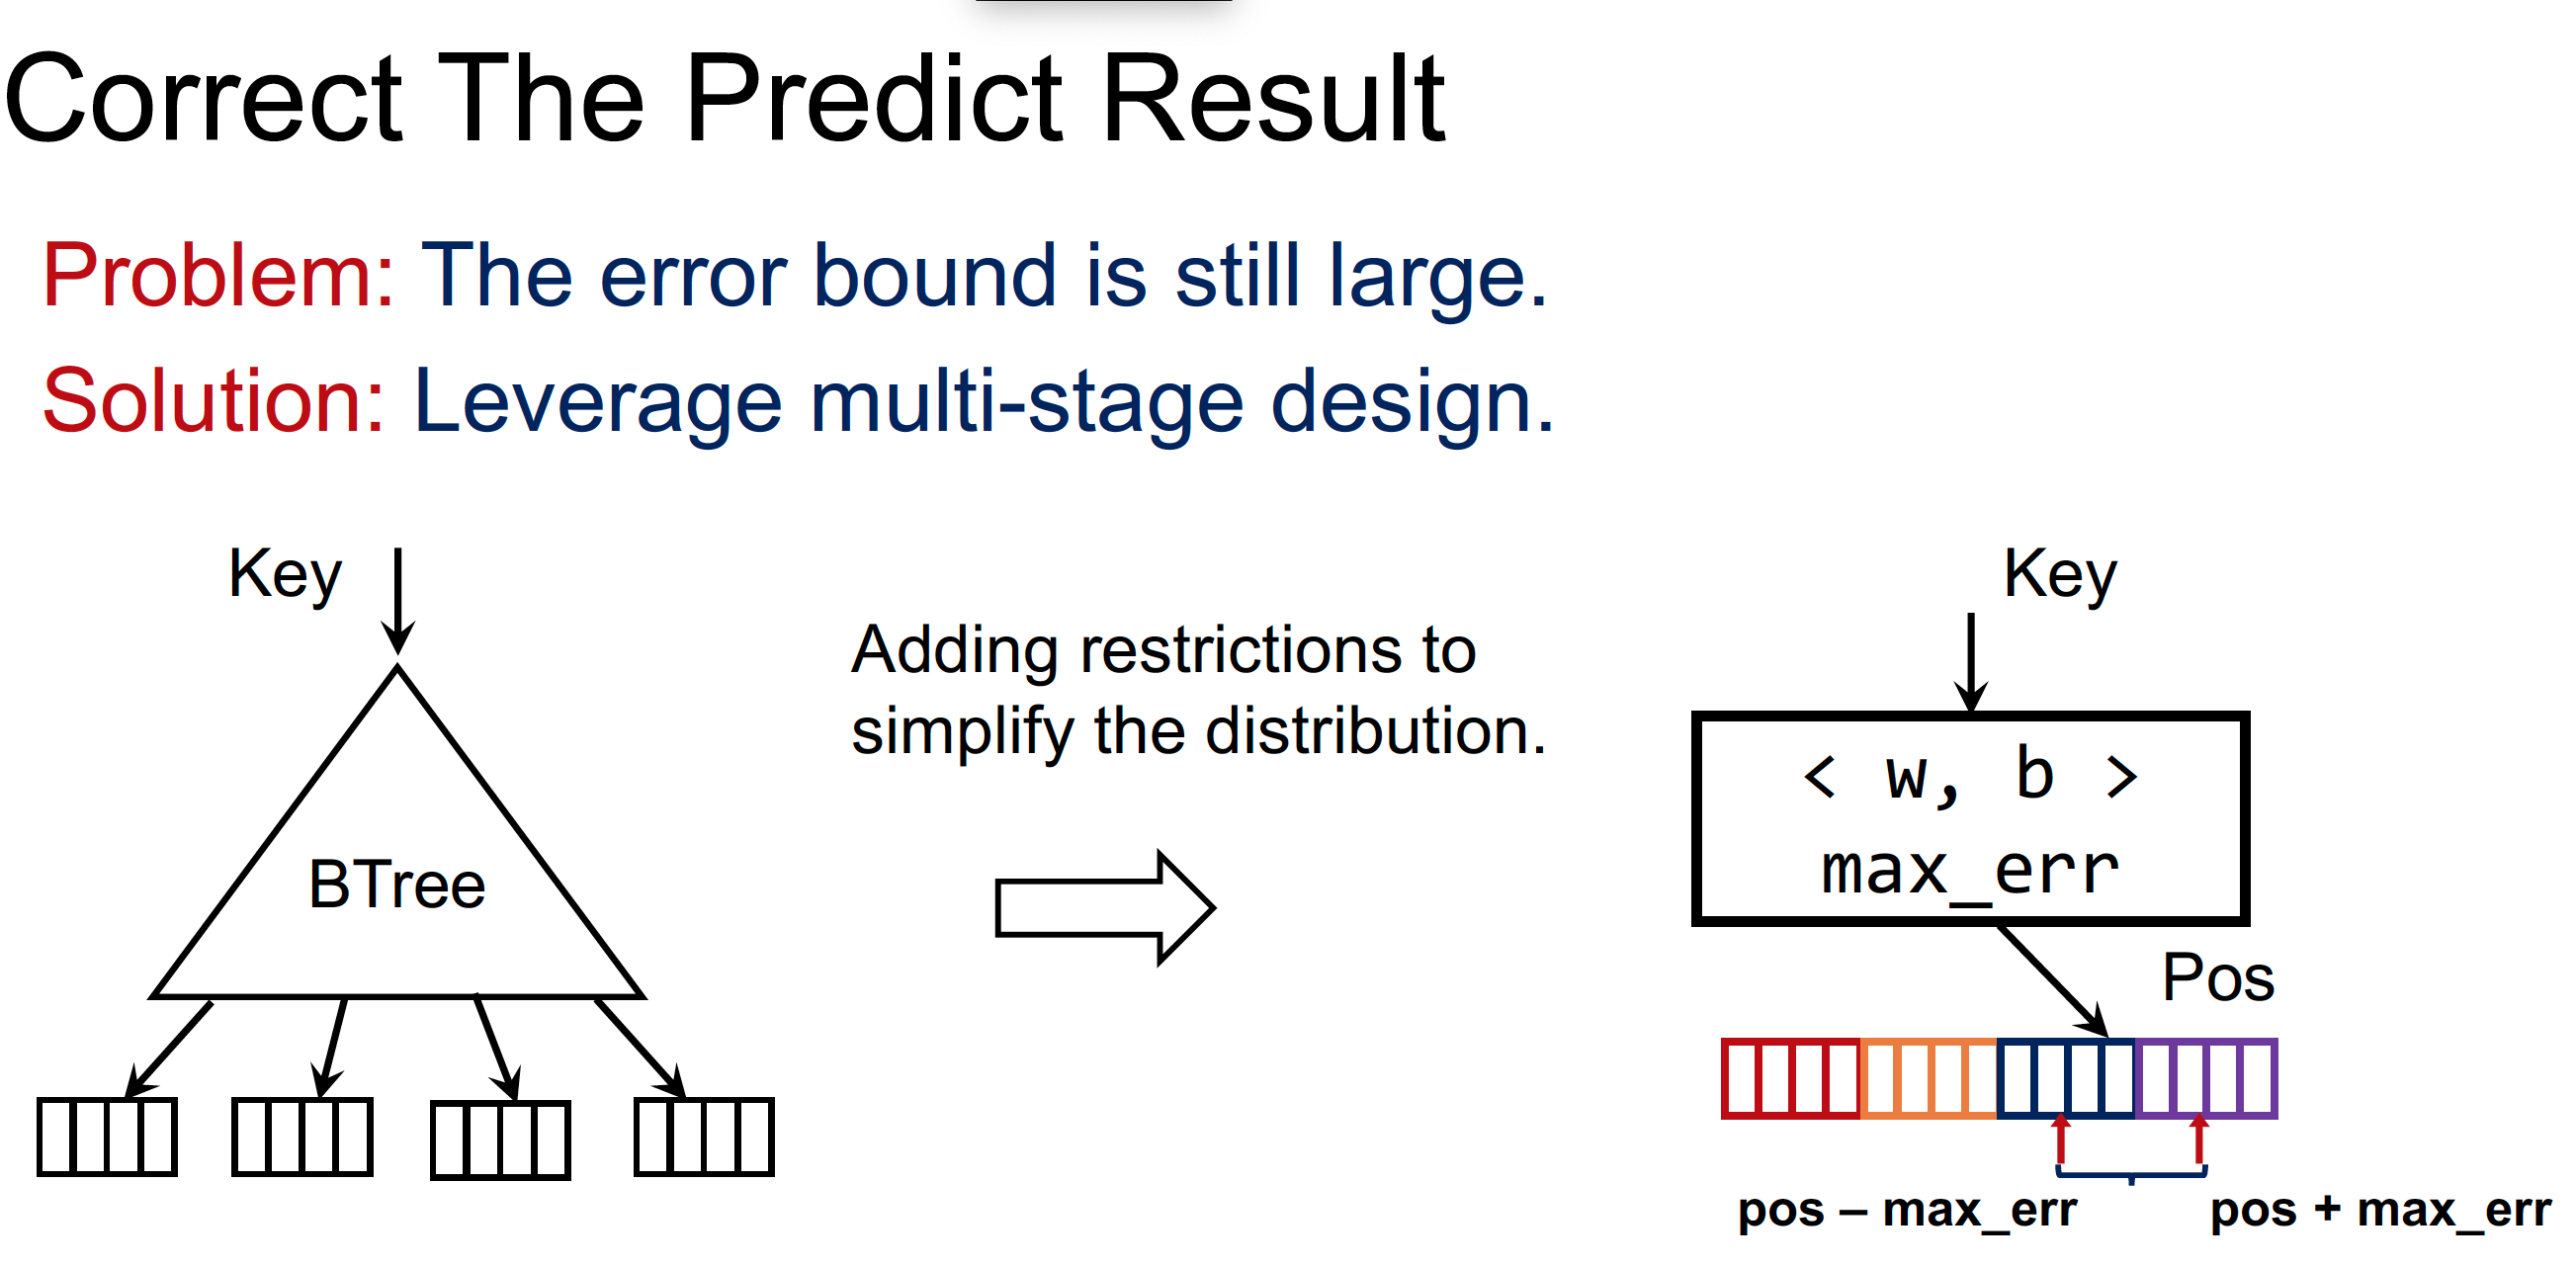 Correct The Predict Result
Problem: The error bound is still large.
Solution: Leverage multi-stage design.
Key
BTree
Adding restrictions to
simplify the distribution.
Key
< w, b >
max_err
Pos
pos – max_err
pos + max_err